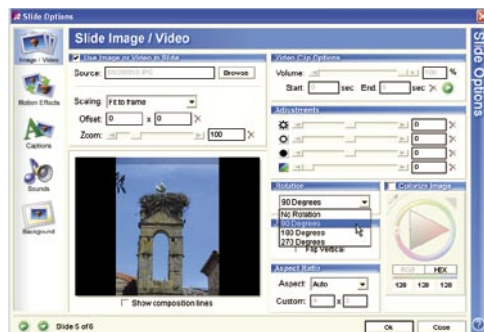 Slide Options
Slide Image / Video
Slide Options
Image / Video
Motion Effects
Captions
Sounds
Background
Use Image or Video in Slide
Source:
Browse
Scaling: Fit to frame
Offset: 0 x 0
Zoom: 100
Show composition lines
Video Clip Options
Volume: 100 %
Start: 0 sec End: 0 sec
Adjustments
0
0
0
0
Rotation
90 Degrees
No Rotation
90 Degrees
180 Degrees
270 Degrees
Flip Vertical
Colorize Image
RGB HEX
128 128 128
Aspect Ratio
Aspect: Auto
Custom: x
Slide 5 of 6
Ok Close